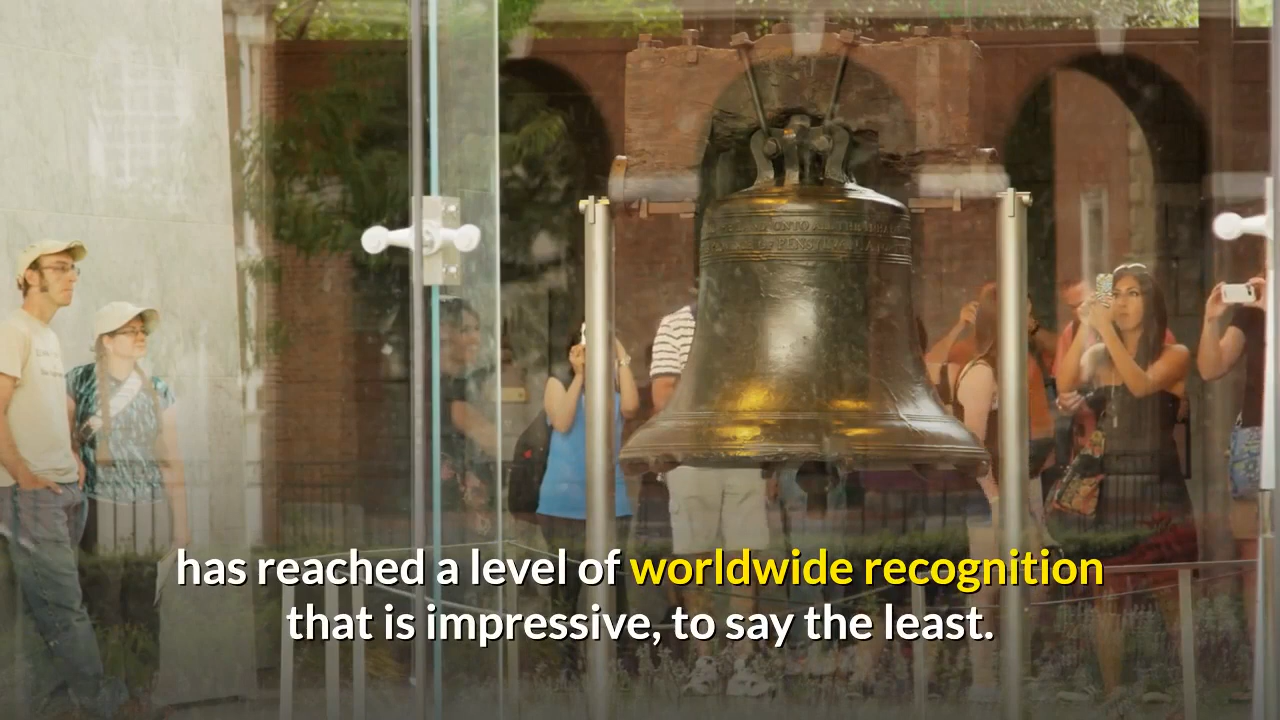 has reached a level of worldwide recognition
that is impressive, to say the least.